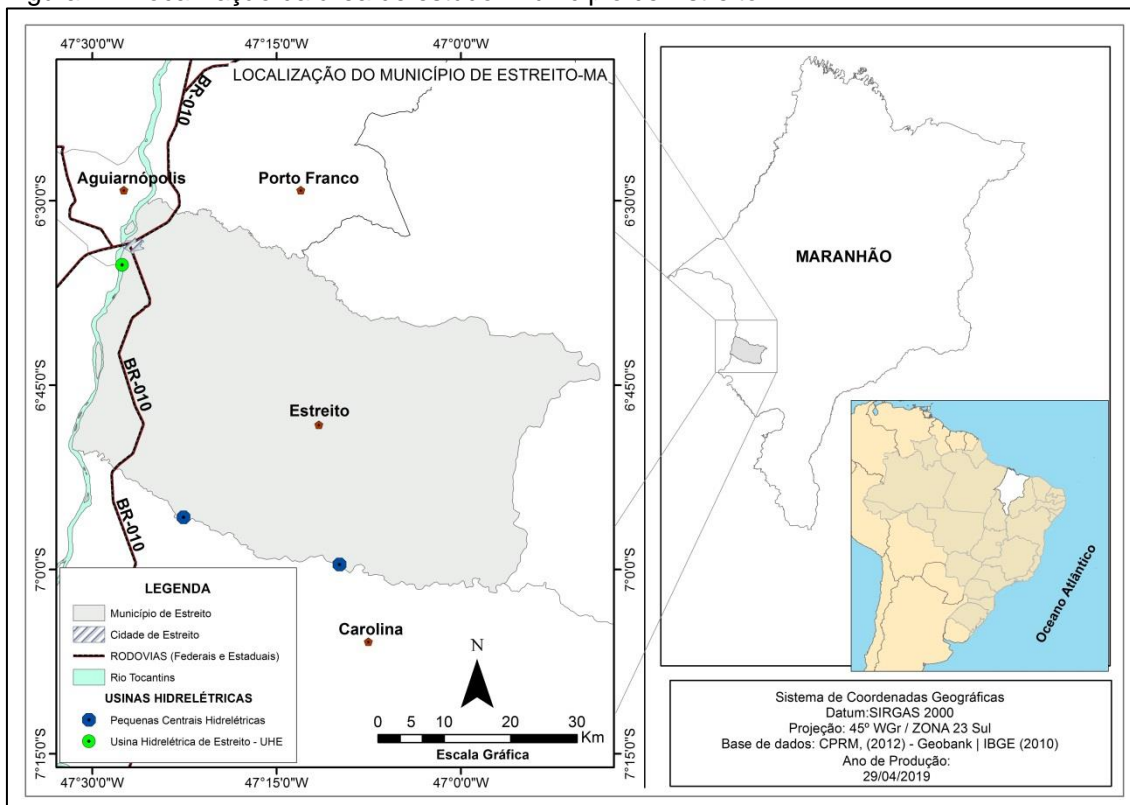 47°30'0"W 47°15'0"W 47°0'0"W
LOCALIZAÇÃO DO MUNICÍPIO DE ESTREITO-MA
BR-010
Aguiarnópolis
Porto Franco
6°30'0"S
6°30'0"S
MARANHÃO
6°45'0"S
6°45'0"S
BR-010
Estreito
BR-010
7°0'0"S
7°0'0"S
Carolina
LEGENDA
Município de Estreito
Cidade de Estreito
RODOVIAS (Federais e Estaduais)
Rio Tocantins
USINAS HIDRELÉTRICAS
Pequenas Centrais Hidrelétricas
Usina Hidrelétrica de Estreito - UHE
N
0 5 10 20 30
Km
Escala Gráfica
7°15'0"S
7°15'0"S
47°30'0"W 47°15'0"W 47°0'0"W
Oceano Atlântico
Sistema de Coordenadas Geográficas
Datum:SIRGAS 2000
Projeção: 45º WGr / ZONA 23 Sul
Base de dados: CPRM, (2012) - Geobank | IBGE (2010)
Ano de Produção:
29/04/2019